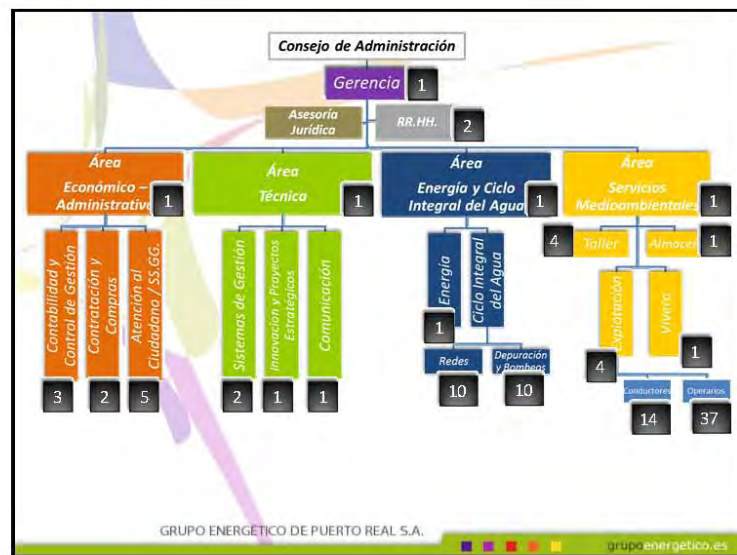 Consejo de Administración
Gerencia
1
Asesoría
Jurídica
RR.HH.
2
Área
Económico –
Administrativo
1
Área
Técnica
1
Área
Energía y Ciclo
Integral del Agua
1
Área
Servicios
Medioambientales
1
Contabilidad y
Control de Gestión
3
Contratación y
Compras
2
Atención al
Ciudadano / SS.GG.
5
Sistemas de Gestión
2
Innovacion y Proyectos
Estratégicos
1
Comunicación
1
Energía
1
Ciclo Integral
del Agua
Redes
10
Depuración
y Bombeos
10
4
Taller
Almacen
1
Explotación
4
Vivero
1
Conductores
14
Operarios
37
GRUPO ENERGÉTICO DE PUERTO REAL S.A.
grupoenergetico.es